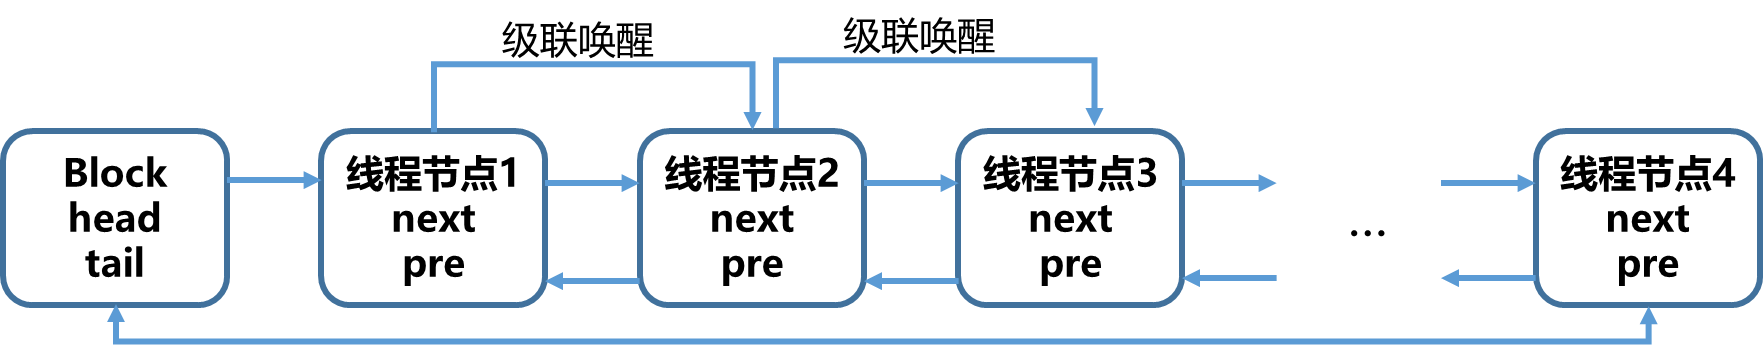 级联唤醒
级联唤醒
Block
head
tail
线程节点1
next
pre
线程节点2
next
pre
线程节点3
next
pre
...
线程节点4
next
pre